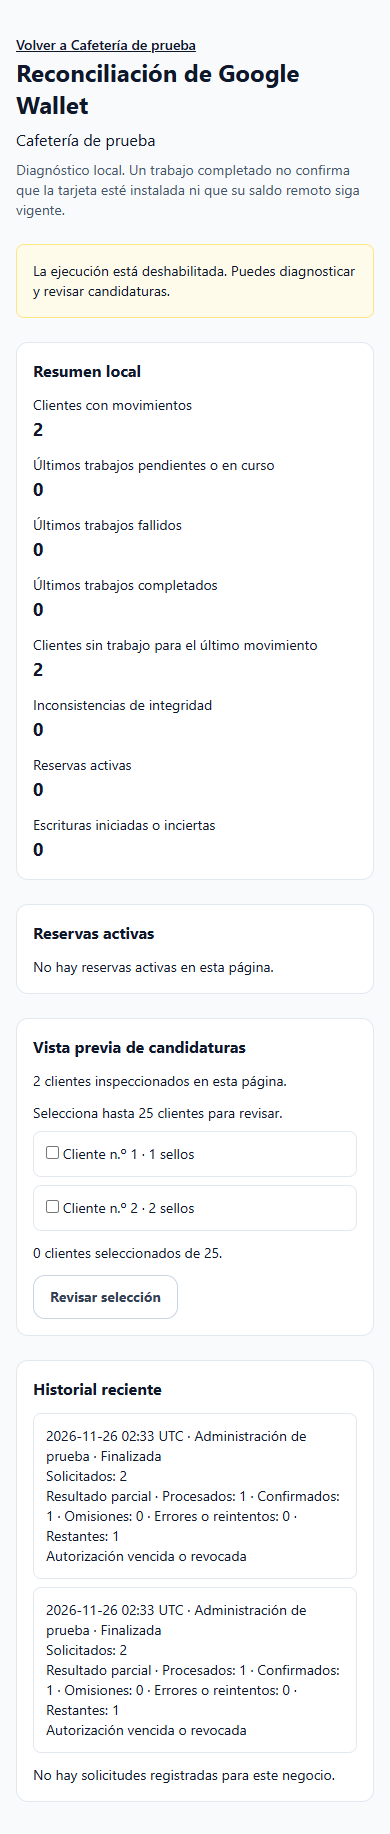 Volver a Cafetería de prueba
Reconciliación de Google
Wallet
Cafetería de prueba
Diagnóstico local. Un trabajo completado no confirma
que la tarjeta esté instalada ni que su saldo remoto siga
vigente.
La ejecución está deshabilitada. Puedes diagnosticar
y revisar candidaturas.
Resumen local
Clientes con movimientos
2
Últimos trabajos pendientes o en curso
0
Últimos trabajos fallidos
0
Últimos trabajos completados
0
Clientes sin trabajo para el último movimiento
2
Inconsistencias de integridad
0
Reservas activas
0
Escrituras iniciadas o inciertas
0
Reservas activas
No hay reservas activas en esta página.
Vista previa de candidaturas
2 clientes inspeccionados en esta página.
Selecciona hasta 25 clientes para revisar.
Cliente n.º 1 · 1 sellos
Cliente n.º 2 · 2 sellos
0 clientes seleccionados de 25.
Revisar selección
Historial reciente
2026-11-26 02:33 UTC · Administración de
prueba · Finalizada
Solicitados: 2
Resultado parcial · Procesados: 1 · Confirmados:
1 · Omisiones: 0 · Errores o reintentos: 0 ·
Restantes: 1
Autorización vencida o revocada
2026-11-26 02:33 UTC · Administración de
prueba · Finalizada
Solicitados: 2
Resultado parcial · Procesados: 1 · Confirmados:
1 · Omisiones: 0 · Errores o reintentos: 0 ·
Restantes: 1
Autorización vencida o revocada
No hay solicitudes registradas para este negocio.